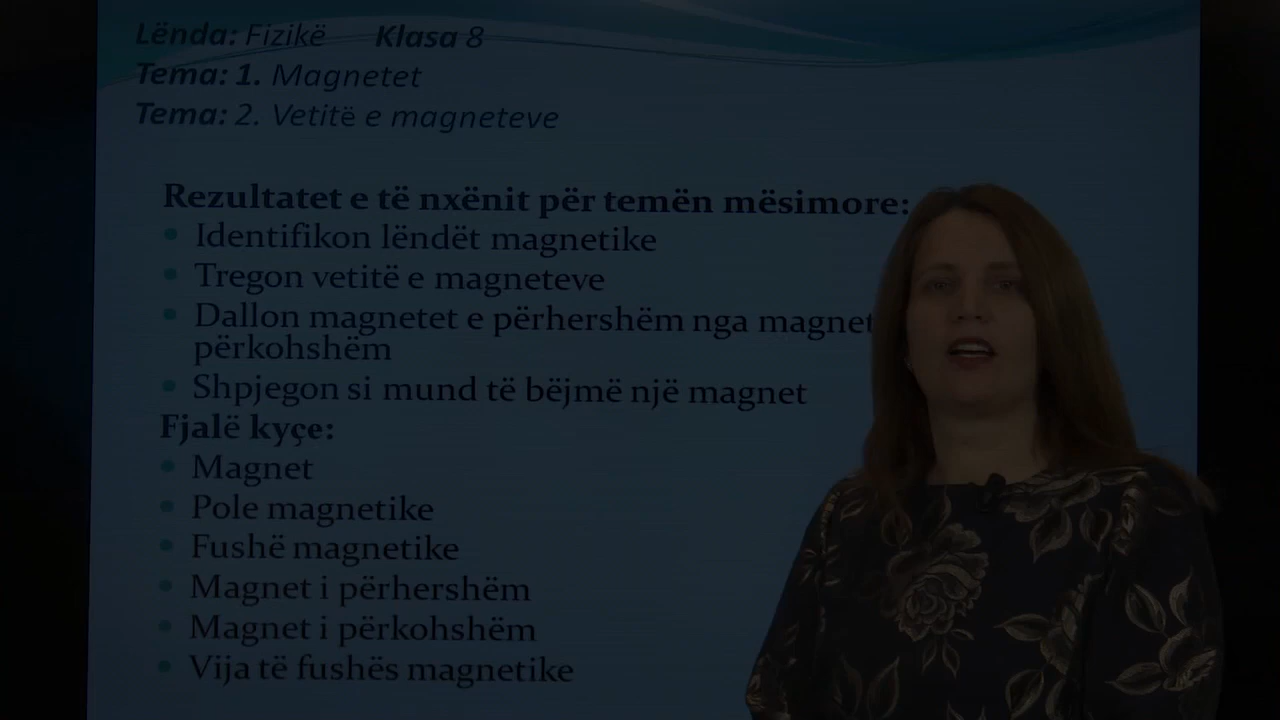 Lënda: Fizikë Klasa 8
Tema: 1. Magnetet
Tema: 2. Vetitë e magneteve
Rezultatet e të nxënit për temën mësimore:
Identifikon lëndët magnetike
Tregon vetitë e magneteve
Dallon magnetet e përhershëm nga magnet
përkohshëm
Shpjegon si mund të bëjmë një magnet
Fjalë kyçe:
Magnet
Pole magnetike
Fushë magnetike
Magnet i përhershëm
Magnet i përkohshëm
Vija të fushës magnetike